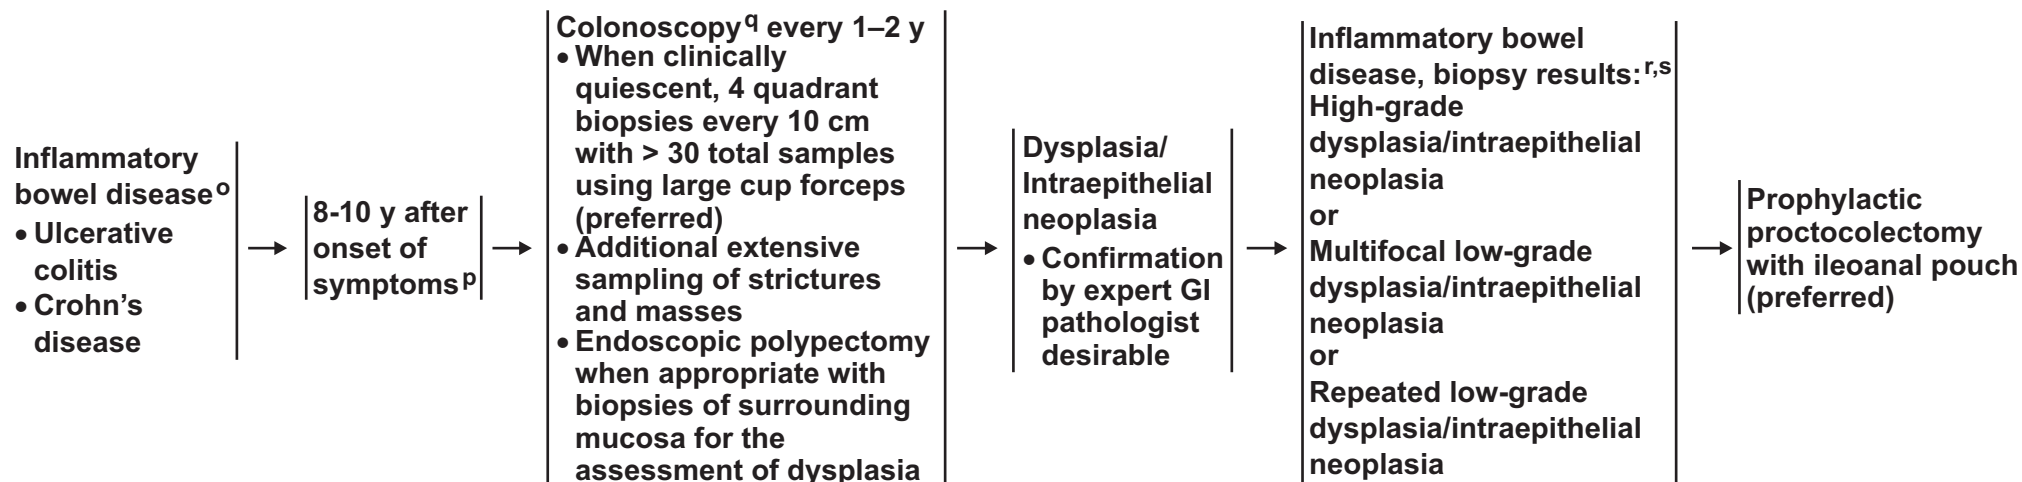 Inflammatory
bowel disease o
• Ulcerative
colitis
• Crohn's
disease
8-10 y after
onset of
symptoms p
Colonoscopy q every 1–2 y
• When clinically
quiescent, 4 quadrant
biopsies every 10 cm
with > 30 total samples
using large cup forceps
(preferred)
• Additional extensive
sampling of strictures
and masses
• Endoscopic polypectomy
when appropriate with
biopsies of surrounding
mucosa for the
assessment of dysplasia
Dysplasia/
Intraepithelial
neoplasia
• Confirmation
by expert GI
pathologist
desirable
Inflammatory bowel
disease, biopsy results: r,s
High-grade
dysplasia/intraepithelial
neoplasia
or
Multifocal low-grade
dysplasia/intraepithelial
neoplasia
or
Repeated low-grade
dysplasia/intraepithelial
neoplasia
Prophylactic
proctocolectomy
with ileoanal pouch
(preferred)